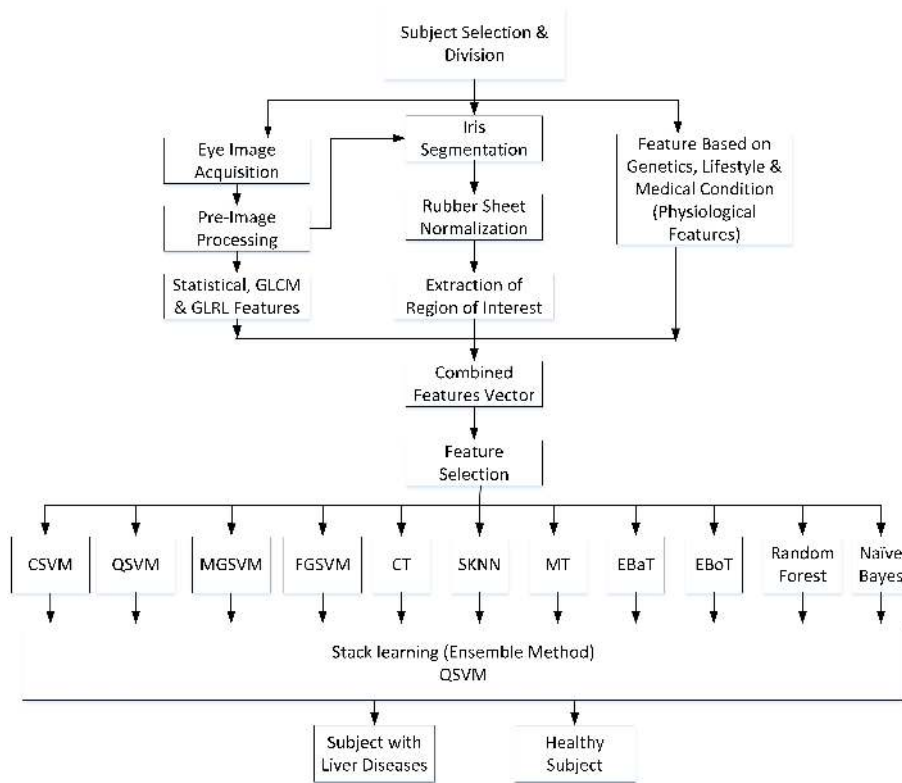 Subject Selection &
Division
Eye Image
Acquisition
Iris
Segmentation
Feature Based on
Genetics, Lifestyle &
Medical Condition
(Physiological
Features)
Pre-Image
Processing
Rubber Sheet
Normalization
Statistical, GLCM
& GLRL Features
Extraction of
Region of Interest
Combined
Features Vector
Feature
Selection
CSVM
QSVM
MGSVM
FGSVM
CT
SKNN
MT
EBaT
EBoT
Random
Forest
Naïve
Bayes
Stack learning (Ensemble Method)
QSVM
Subject with
Liver Diseases
Healthy
Subject